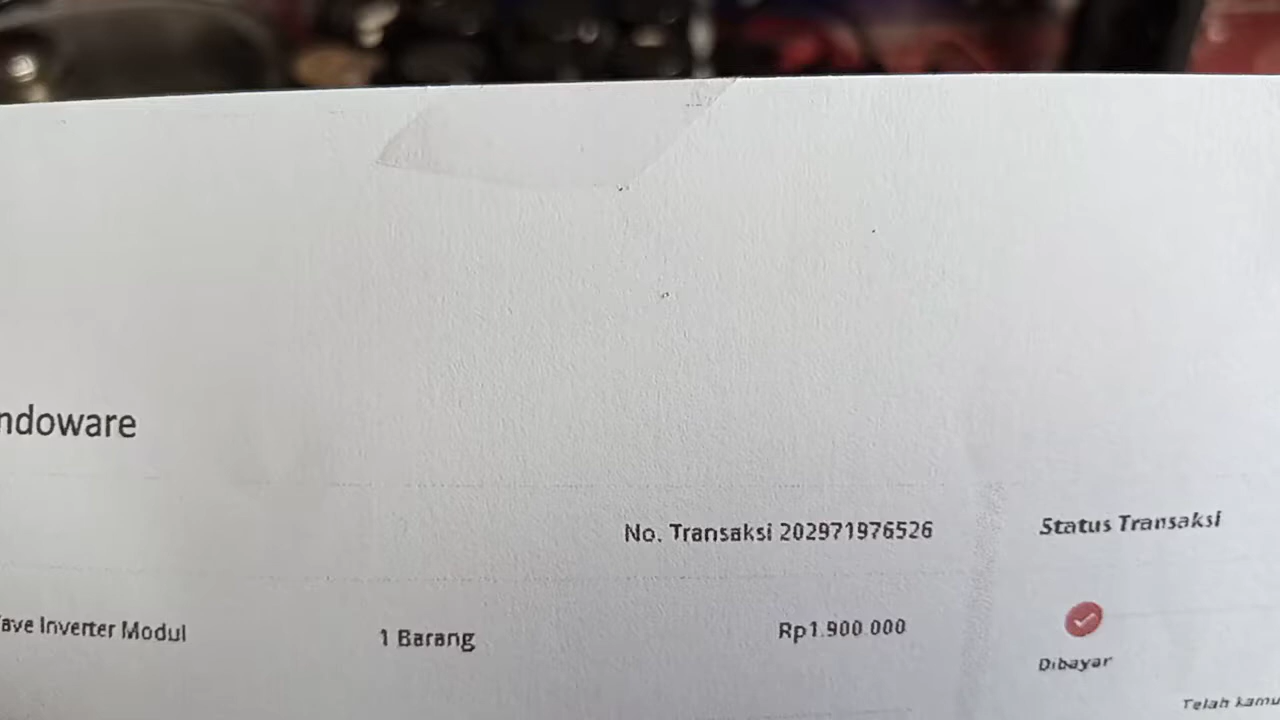 ndoware
No. Transaksi 202971976526
Status Transaksi
ave Inverter Modul
1 Barang
Rp1.900.000
Dibayar
Telah kamu